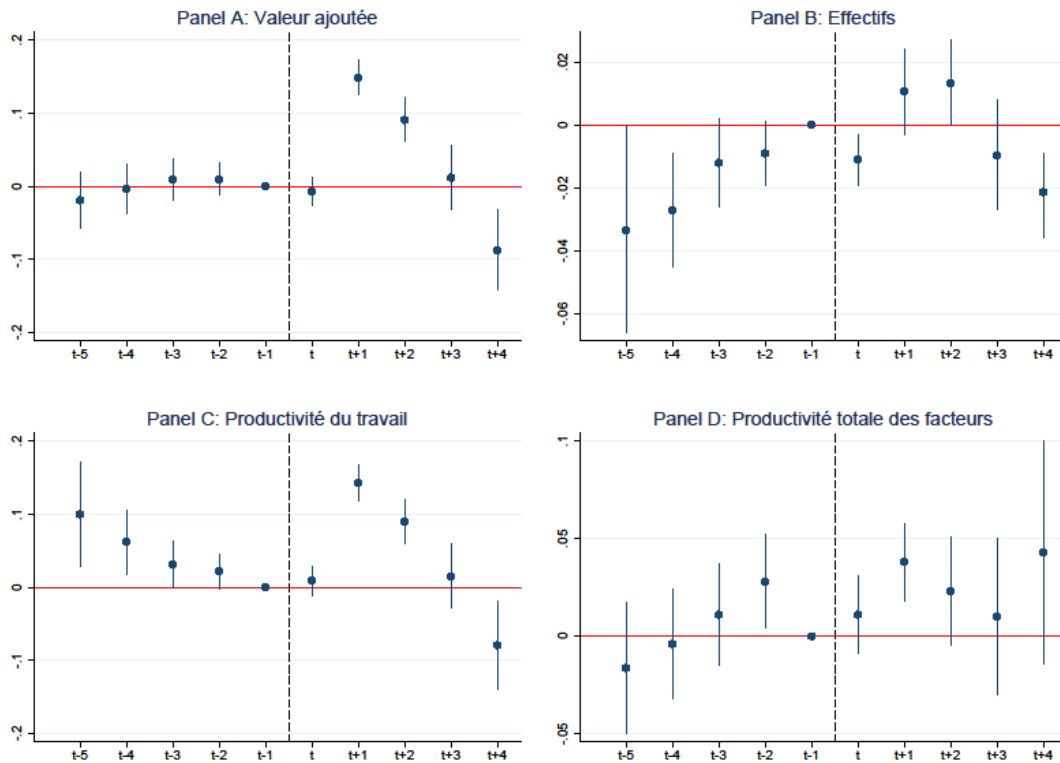 Panel A: Valeur ajoutée
.2
.1
0
-.1
-.2
t-5 t-4 t-3 t-2 t-1 t t+1 t+2 t+3 t+4
Panel B: Effectifs
.02
0
-.02
-.04
-.06
t-5 t-4 t-3 t-2 t-1 t t+1 t+2 t+3 t+4
Panel C: Productivité du travail
.2
.1
0
-.1
-.2
t-5 t-4 t-3 t-2 t-1 t t+1 t+2 t+3 t+4
Panel D: Productivité totale des facteurs
.1
.05
0
-.05
t-5 t-4 t-3 t-2 t-1 t t+1 t+2 t+3 t+4